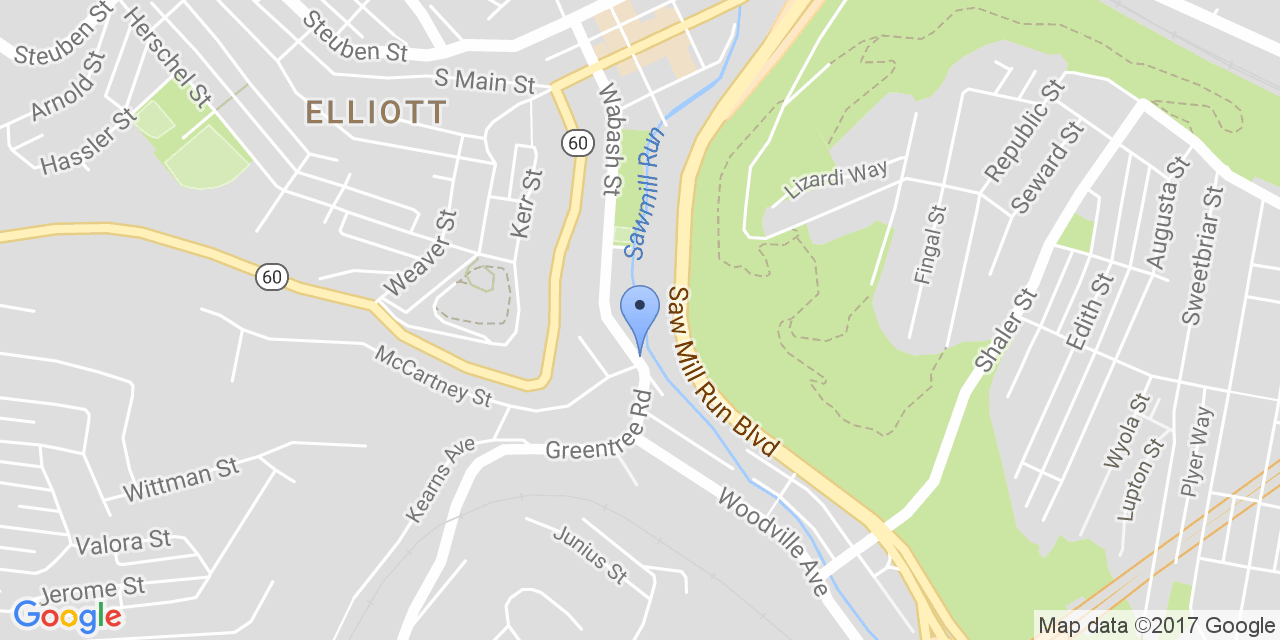 Steuben St
Herschel St
Steuben St
Arnold St
S Main St
ELLIOTT
Hassler St
60
Wabash St
Sawmill Run
Kerr St
Weaver St
60
Lizardi Way
Republic St
Seward St
Fingal St
Augusta St
Sweetbriar St
Edith St
Shaler St
Saw Mill Run Blvd
McCartney St
Greentree Rd
Kearns Ave
Wittman St
Wyola St
Lupton St
Plyer Way
Woodville Ave
Valora St
Junius St
Jerome St
Google
Map data ©2017 Google